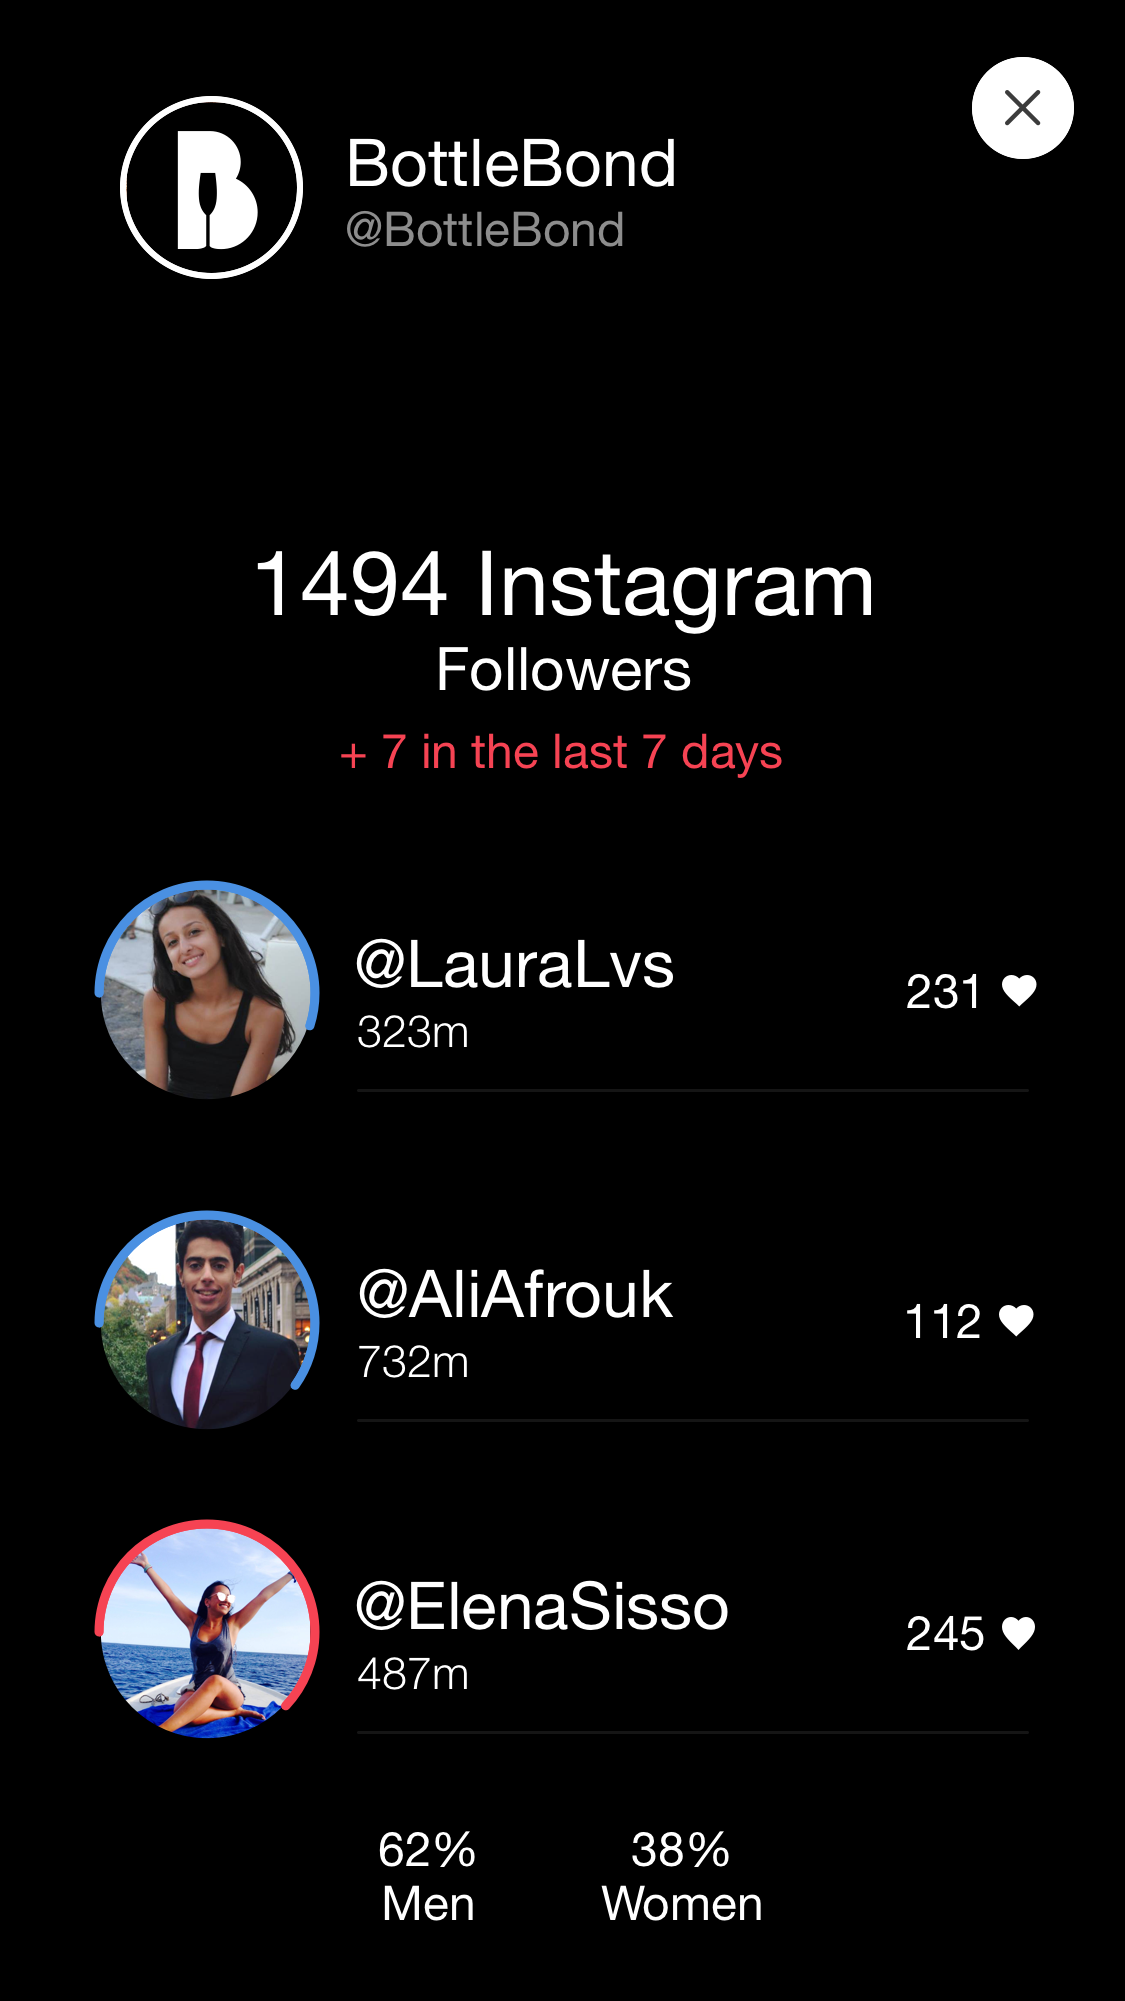 B
BottleBond
@BottleBond
1494 Instagram
Followers
+ 7 in the last 7 days
@LauraLvs
323m
231
@AliAfrouk
732m
112
@ElenaSisso
487m
245
62%
Men
38%
Women